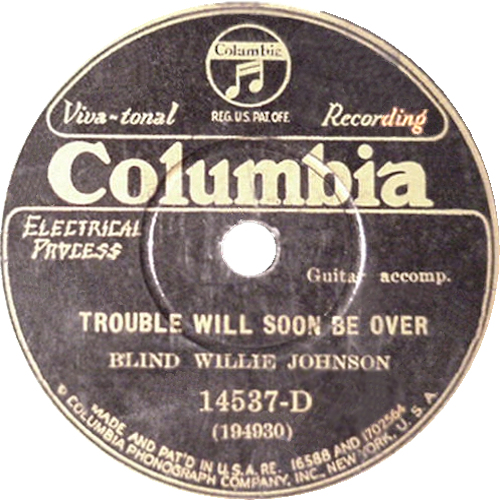 Columbia
REG. U.S. PAT. OFF.
Viva-tonal Recording
Columbia
ELECTRICAL
PROCESS
Guitar accomp.
TROUBLE WILL SOON BE OVER
BLIND WILLIE JOHNSON
14537-D
(194930)
MADE AND PAT'D IN U.S.A. RE. 16588 AND 1702564
© COLUMBIA PHONOGRAPH COMPANY, INC., NEW YORK, U.S.A.